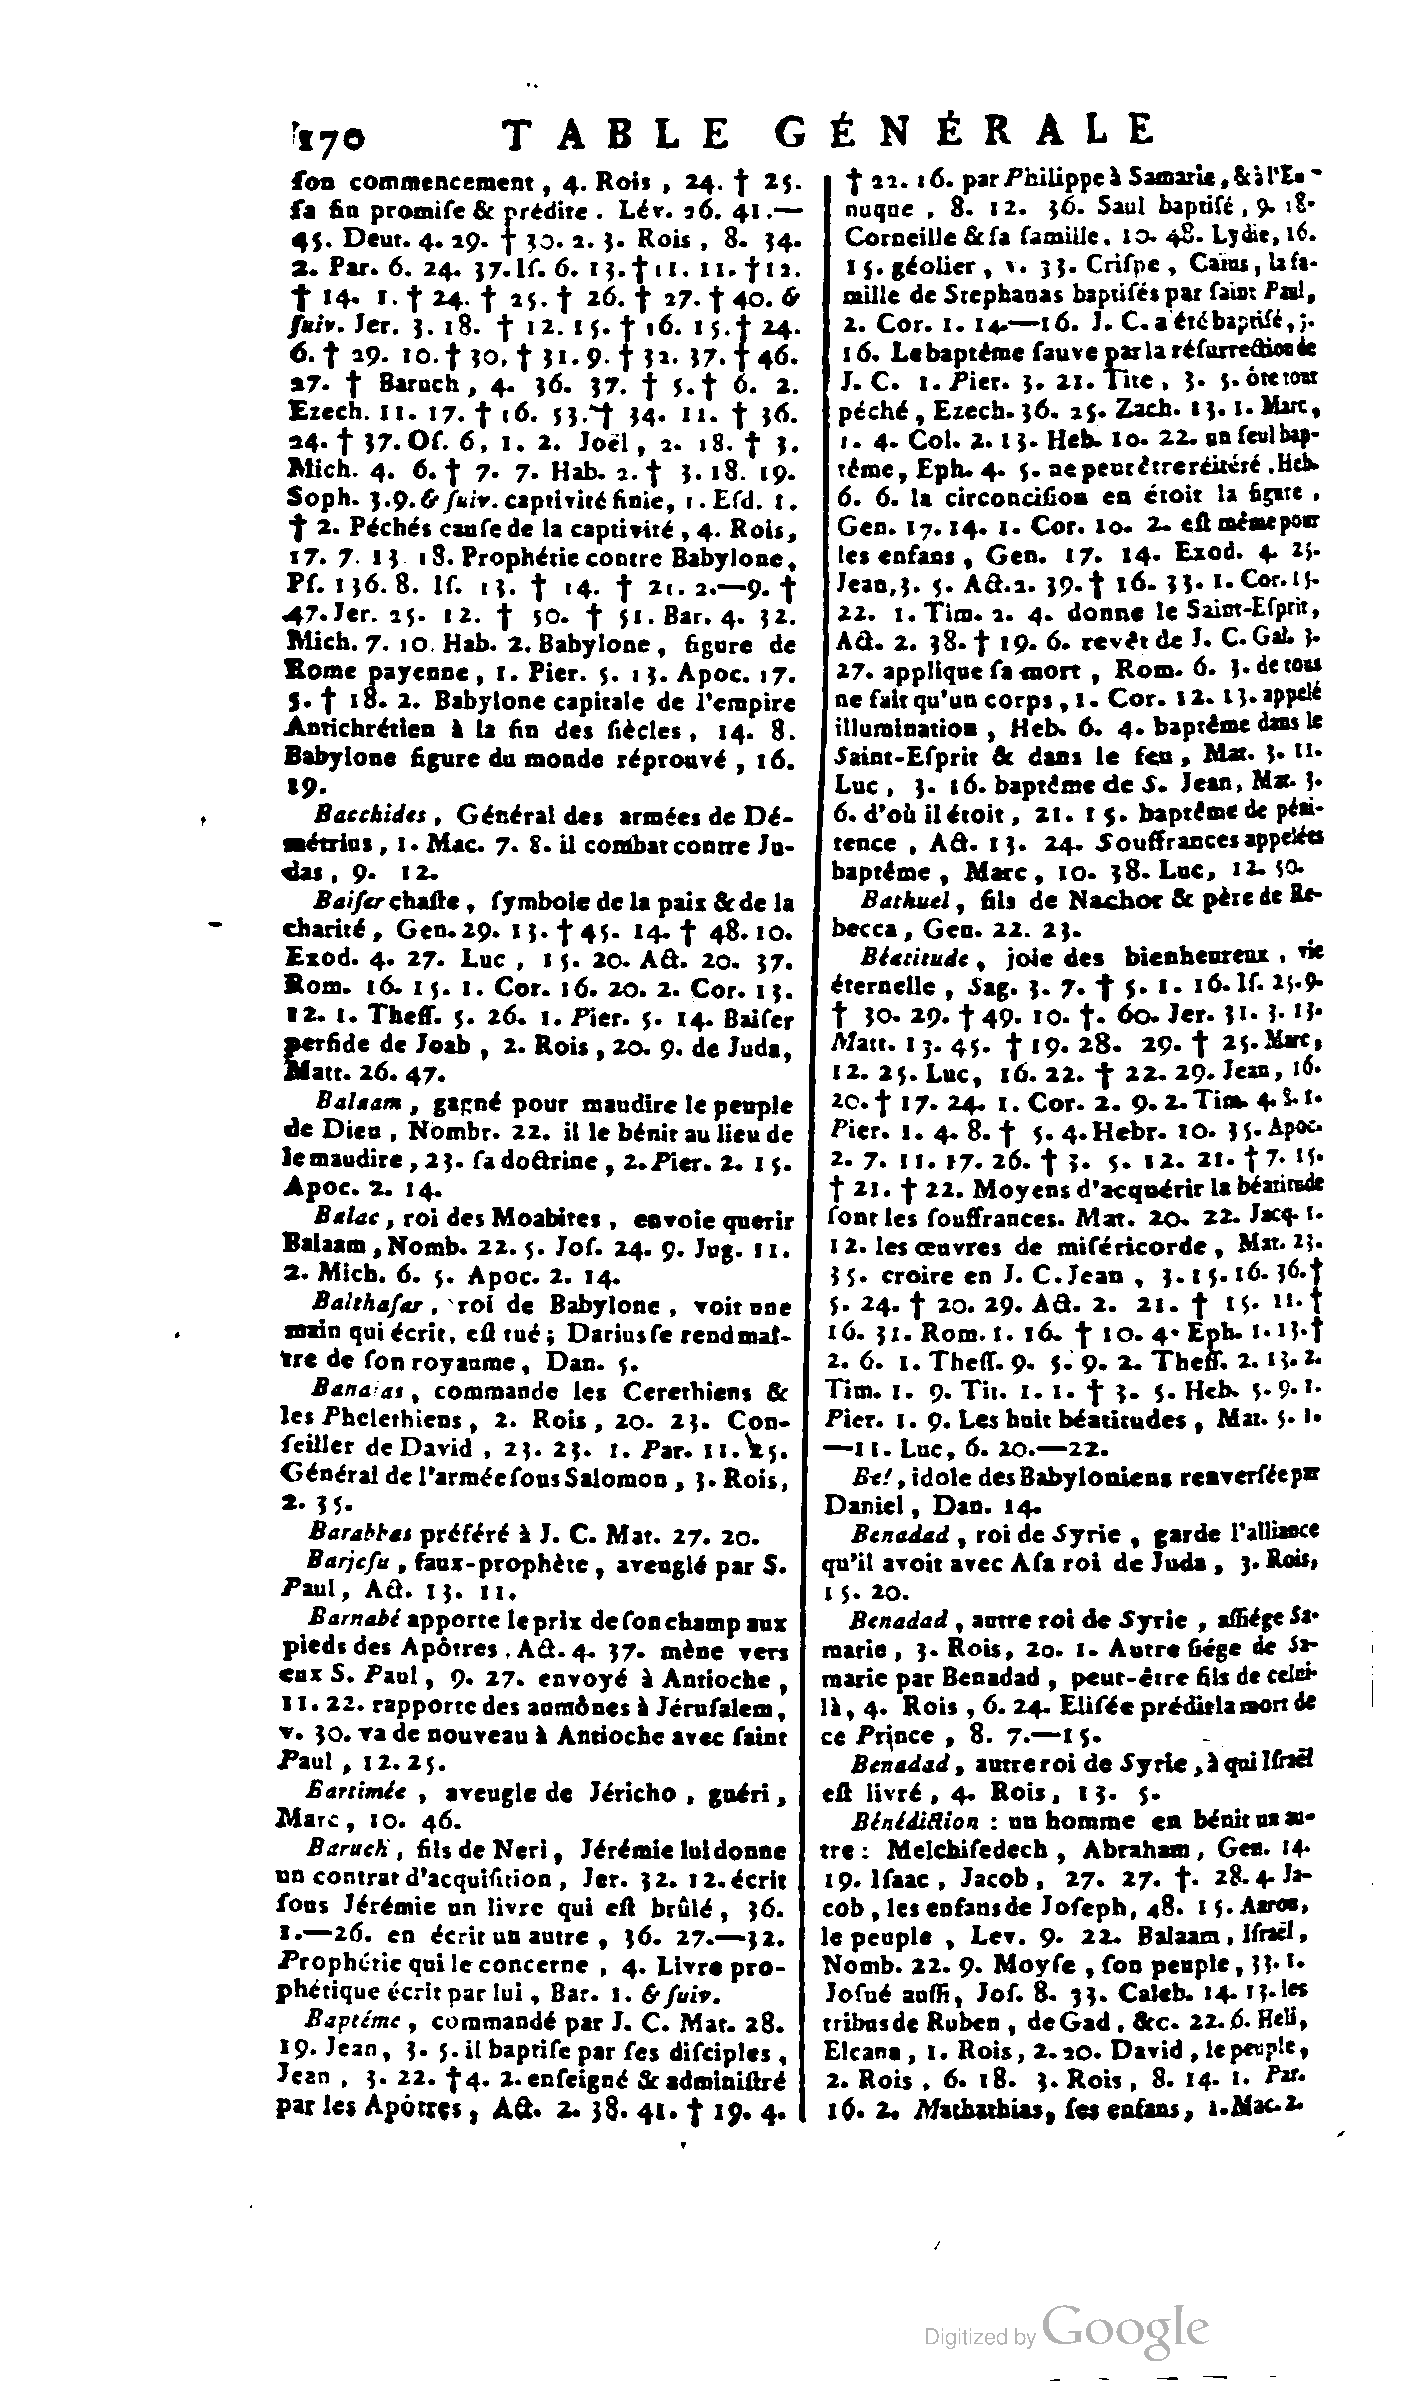 170 TABLE GÉNÉRALE
ſon commencement, 4. Rois, 24. † 25.
ſa fin promiſe & prédite. Lév. 26. 41.—
45. Deut. 4. 29. † 30. 2. 3. Rois, 8. 34.
2. Par. 6. 24. 37. Iſ. 6. 13. † 11. 11. † 12.
† 14. 1. † 24. † 25. † 26. † 27. † 40. &
ſuiv. Jer. 3. 18. † 12. 15. † 16. 15. † 24.
6. † 29. 10. † 30. † 31. 9. † 32. 37. † 46.
27. † Baruch, 4. 36. 37. † 5. † 6. 2.
Ezech. 11. 17. † 16. 53. † 34. 11. † 36.
24. † 37. Oſ. 6. 1. 2. Joël, 2. 18. † 3.
Mich. 4. 6. † 7. 7. Hab. 2. † 3. 18. 19.
Soph. 3. 9. & ſuiv. captivité finie, 1. Eſd. 1.
† 2. Péchés cauſe de la captivité, 4. Rois,
17. 7. 13 18. Prophétie contre Babylone,
Pſ. 136. 8. Iſ. 13. † 14. † 21. 2.—9. †
47. Jer. 25. 12. † 50. † 51. Bar. 4. 32.
Mich. 7. 10. Hab. 2. Babylone, figure de
Rome payenne, 1. Pier. 5. 13. Apoc. 17.
5. † 18. 2. Babylone capitale de l'empire
Antichrétien à la fin des ſiècles, 14. 8.
Babylone figure du monde réprouvé, 16.
19.
Bacchides, Général des armées de Dé-
métrius, 1. Mac. 7. 8. il combat contre Ju-
das, 9. 12.
Baiſer chaſte, ſymbole de la paix & de la
charité, Gen. 29. 13. † 45. 14. † 48. 10.
Exod. 4. 27. Luc, 15. 20. Act. 20. 37.
Rom. 16. 15. 1. Cor. 16. 20. 2. Cor. 13.
12. 1. Theſſ. 5. 26. 1. Pier. 5. 14. Baiſer
perfide de Joab, 2. Rois, 20. 9. de Juda,
Matt. 26. 47.
Balaam, gagné pour maudire le peuple
de Dieu, Nombr. 22. il le bénit au lieu de
le maudire, 23. ſa doctrine, 2. Pier. 2. 15.
Apoc. 2. 14.
Balac, roi des Moabites, envoie querir
Balaam, Nomb. 22. 5. Joſ. 24. 9. Jug. 11.
2. Mich. 6. 5. Apoc. 2. 14.
Balthaſar, roi de Babylone, voit une
main qui écrit, eſt tué; Darius ſe rend maî-
tre de ſon royaume, Dan. 5.
Banaias, commande les Cerethiens &
les Phelethiens, 2. Rois, 20. 23. Con-
ſeiller de David, 23. 23. 1. Par. 11. 25.
Général de l'armée ſous Salomon, 3. Rois,
2. 35.
Barabbas préféré à J. C. Mat. 27. 20.
Barjeſu, faux-prophète, aveuglé par S.
Paul, Act. 13. 11.
Barnabé apporte le prix de ſon champ aux
pieds des Apôtres, Act. 4. 37. mène vers
eux S. Paul, 9. 27. envoyé à Antioche,
11. 22. rapporte des aumônes à Jéruſalem,
v. 30. va de nouveau à Antioche avec ſaint
Paul, 12. 25.
Bartimée, aveugle de Jéricho, guéri,
Marc, 10. 46.
Baruch, fils de Neri, Jérémie lui donne
un contrat d'acquiſition, Jer. 32. 12. écrit
ſous Jérémie un livre qui eſt brûlé, 36.
1.—26. en écrit un autre, 36. 27.—32.
Prophétie qui le concerne, 4. Livre pro-
phétique écrit par lui, Bar. 1. & ſuiv.
Baptême, commandé par J. C. Mat. 28.
19. Jean, 3. 5. il baptiſe par ſes diſciples,
Jean, 3. 22. † 4. 2. enſeigné & adminiſtré
par les Apôtres, Act. 2. 38. 41. † 19. 4.
† 22. 16. par Philippe à Samarie, & à l'Eu-
nuque, 8. 12. 36. Saul baptiſé, 9. 18.
Corneille & ſa famille, 10. 48. Lydie, 16.
15. géolier, v. 33. Criſpe, Caïus, la fa-
mille de Stephanas baptiſés par ſaint Paul,
2. Cor. 1. 14.—16. J. C. a été baptiſé, 3.
16. Le baptême ſauve par la réſurrection de
J. C. 1. Pier. 3. 21. Tite, 3. 5. ôte tout
péché, Ezech. 36. 25. Zach. 13. 1. Marc,
1. 4. Col. 2. 13. Heb. 10. 22. un ſeul bap-
tême, Eph. 4. 5. ne peut être réitéré, Heb.
6. 6. la circonciſion en étoit la figure,
Gen. 17. 14. 1. Cor. 10. 2. eſt même pour
les enfans, Gen. 17. 14. Exod. 4. 25.
Jean, 3. 5. Act. 2. 39. † 16. 33. 1. Cor. 15.
22. 1. Tim. 2. 4. donne le Saint-Eſprit,
Act. 2. 38. † 19. 6. revêt de J. C. Gal. 3.
27. applique ſa mort, Rom. 6. 3. de tous
ne fait qu'un corps, 1. Cor. 12. 13. appelé
illumination, Heb. 6. 4. baptême dans le
Saint-Eſprit & dans le feu, Mat. 3. 11.
Luc, 3. 16. baptême de S. Jean, Mat. 3.
6. d'où il étoit, 21. 15. baptême de péni-
tence, Act. 13. 24. Souffrances appelées
baptême, Marc, 10. 38. Luc, 12. 50.
Bathuel, fils de Nachor & père de Re-
becca, Gen. 22. 23.
Béatitude, joie des bienheureux, vie
éternelle, Sag. 3. 7. † 5. 1. 16. Iſ. 25. 9.
† 30. 29. † 49. 10. †. 60. Jer. 31. 3. 13.
Matt. 13. 45. † 19. 28. 29. † 25. Marc,
12. 25. Luc, 16. 22. † 22. 29. Jean, 16.
20. † 17. 24. 1. Cor. 2. 9. 2. Tim. 4. 8. 1.
Pier. 1. 4. 8. † 5. 4. Hebr. 10. 35. Apoc.
2. 7. 11. 17. 26. † 3. 5. 12. 21. † 7. 15.
† 21. † 22. Moyens d'acquérir la béatitude
ſont les ſouffrances. Mat. 20. 22. Jacq. 1.
12. les œuvres de miſéricorde, Mat. 25.
35. croire en J. C. Jean, 3. 15. 16. 36. †
5. 24. † 20. 29. Act. 2. 21. † 15. 11. †
16. 31. Rom. 1. 16. † 10. 4. Eph. 1. 13. †
2. 6. 1. Theſſ. 9. 5. 9. 2. Theſſ. 2. 13. 2.
Tim. 1. 9. Tit. 1. 1. † 3. 5. Heb. 5. 9. 1.
Pier. 1. 9. Les huit béatitudes, Mat. 5. 1.
—11. Luc, 6. 20.—22.
Bel, idole des Babyloniens renverſée par
Daniel, Dan. 14.
Benadad, roi de Syrie, garde l'alliance
qu'il avoit avec Aſa roi de Juda, 3. Rois,
15. 20.
Benadad, autre roi de Syrie, aſſiége Sa-
marie, 3. Rois, 20. 1. Autre ſiége de Sa-
marie par Benadad, peut-être fils de celui-
là, 4. Rois, 6. 24. Eliſée prédit la mort de
ce Prince, 8. 7.—15.
Benadad, autre roi de Syrie, à qui Iſraël
eſt livré, 4. Rois, 13. 5.
Bénédiction : un homme en bénit un au-
tre : Melchiſedech, Abraham, Gen. 14.
19. Iſaac, Jacob, 27. 27. †. 28. 4. Ja-
cob, les enfans de Joſeph, 48. 15. Aaron,
le peuple, Lev. 9. 22. Balaam, Iſraël,
Nomb. 22. 9. Moyſe, ſon peuple, 33. 1.
Joſué auſſi, Joſ. 8. 33. Caleb. 14. 13. les
tribus de Ruben, de Gad, &c. 22. 6. Heli,
Elcana, 1. Rois, 2. 20. David, le peuple,
2. Rois, 6. 18. 3. Rois, 8. 14. 1. Par.
16. 2. Mathathias, ſes enfans, 1. Mac. 2.
Digitized by Google